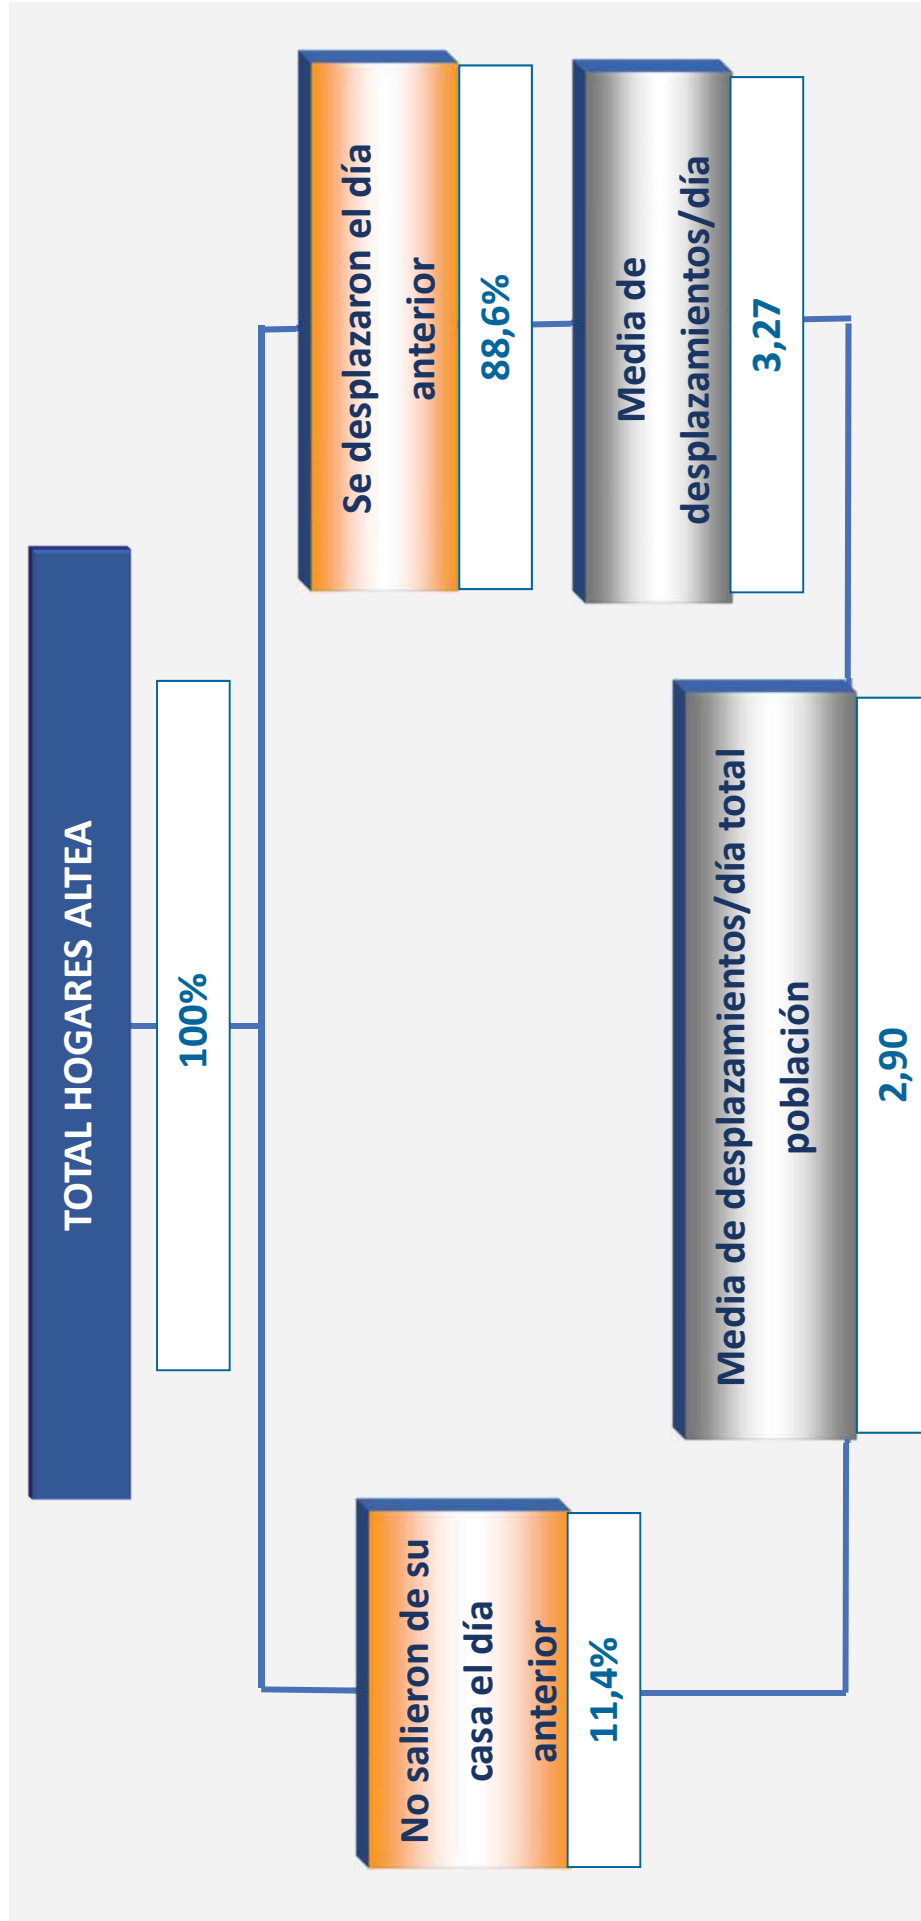 TOTAL HOGARES ALTEA
100%
No salieron de su
casa el día
anterior
11,4%
Se desplazaron el día
anterior
88,6%
Media de
desplazamientos/día
3,27
Media de desplazamientos/día total
población
2,90